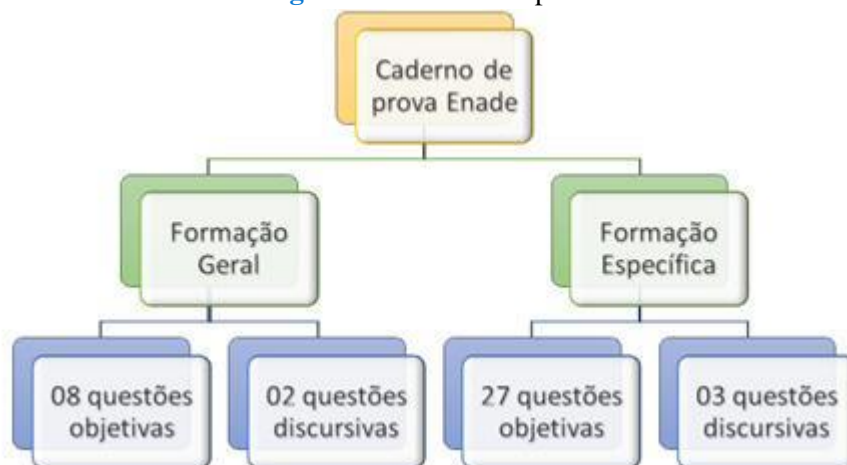 Caderno de
prova Enade
Formação
Geral
Formação
Específica
08 questões
objetivas
02 questões
discursivas
27 questões
objetivas
03 questões
discursivas